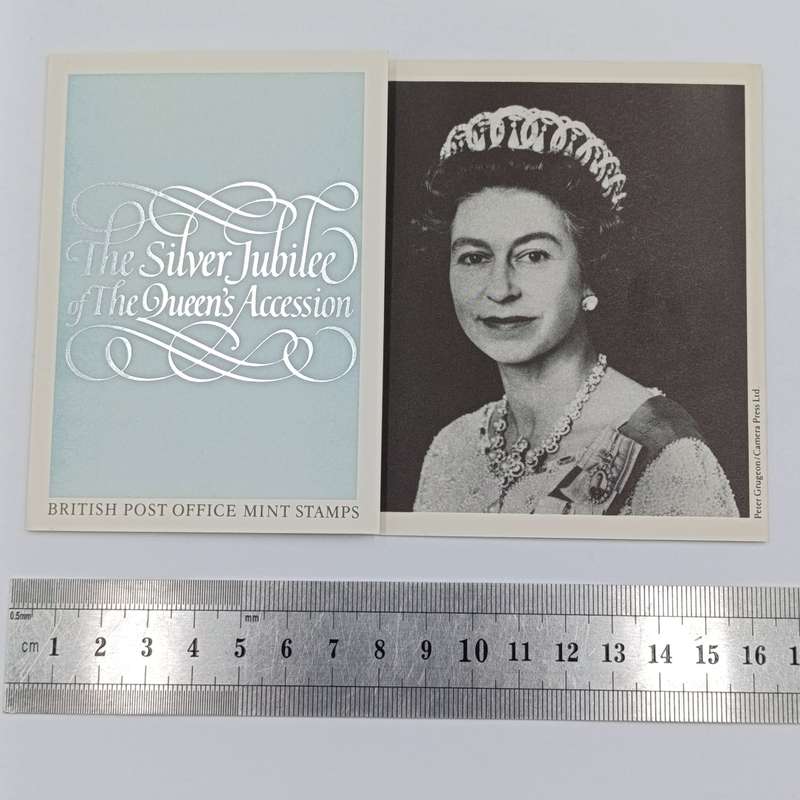 The Silver Jubilee
of The Queen's Accession
BRITISH POST OFFICE MINT STAMPS
Peter Grugeon/Camera Press Ltd
0.5mm
mm
cm 1 2 3 4 5 6 7 8 9 10 11 12 13 14 15 16 1